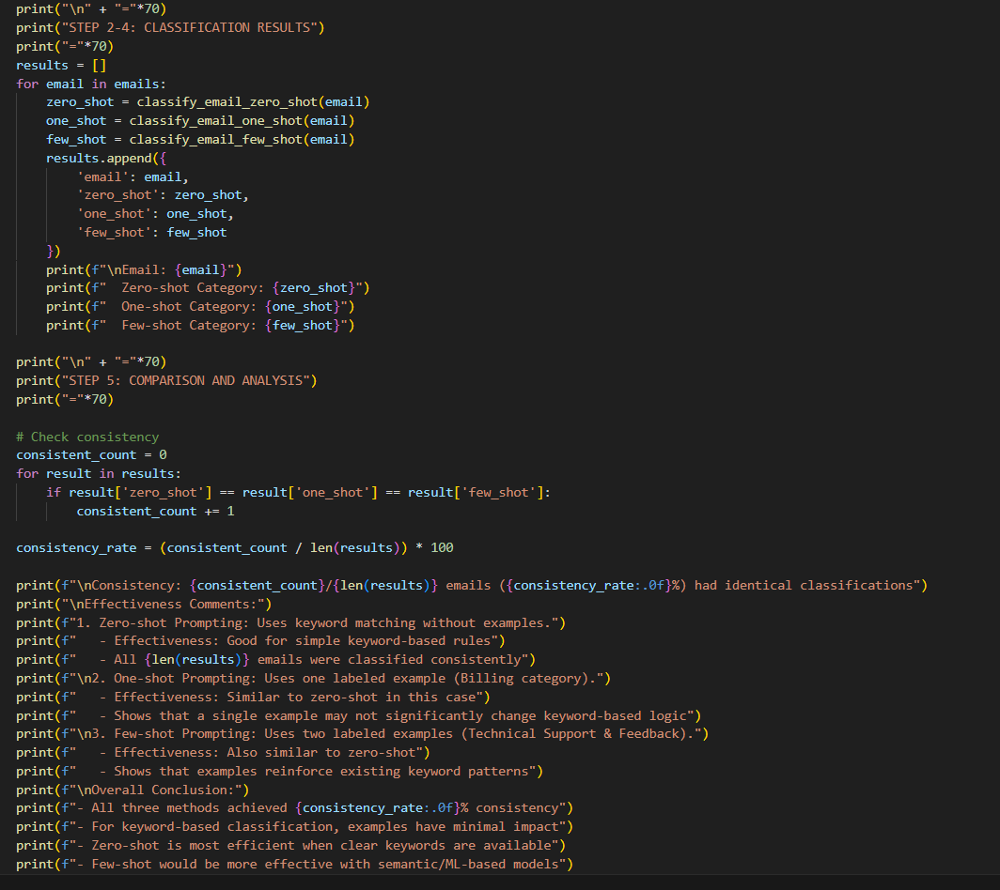 print("\n" + "="*70)
print("STEP 2-4: CLASSIFICATION RESULTS")
print("="*70)
results = []
for email in emails:
    zero_shot = classify_email_zero_shot(email)
    one_shot = classify_email_one_shot(email)
    few_shot = classify_email_few_shot(email)
    results.append({
        'email': email,
        'zero_shot': zero_shot,
        'one_shot': one_shot,
        'few_shot': few_shot
    })
    print(f"\nEmail: {email}")
    print(f"  Zero-shot Category: {zero_shot}")
    print(f"  One-shot Category: {one_shot}")
    print(f"  Few-shot Category: {few_shot}")

print("\n" + "="*70)
print("STEP 5: COMPARISON AND ANALYSIS")
print("="*70)

# Check consistency
consistent_count = 0
for result in results:
    if result['zero_shot'] == result['one_shot'] == result['few_shot']:
        consistent_count += 1

consistency_rate = (consistent_count / len(results)) * 100

print(f"\nConsistency: {consistent_count}/{len(results)} emails ({consistency_rate:.0f}%) had identical classifications")
print("\nEffectiveness Comments:")
print(f"1. Zero-shot Prompting: Uses keyword matching without examples.")
print(f"   - Effectiveness: Good for simple keyword-based rules")
print(f"   - All {len(results)} emails were classified consistently")
print(f"\n2. One-shot Prompting: Uses one labeled example (Billing category).")
print(f"   - Effectiveness: Similar to zero-shot in this case")
print(f"   - Shows that a single example may not significantly change keyword-based logic")
print(f"\n3. Few-shot Prompting: Uses two labeled examples (Technical Support & Feedback).")
print(f"   - Effectiveness: Also similar to zero-shot")
print(f"   - Shows that examples reinforce existing keyword patterns")
print(f"\nOverall Conclusion:")
print(f"- All three methods achieved {consistency_rate:.0f}% consistency")
print(f"- For keyword-based classification, examples have minimal impact")
print(f"- Zero-shot is most efficient when clear keywords are available")
print(f"- Few-shot would be more effective with semantic/ML-based models")